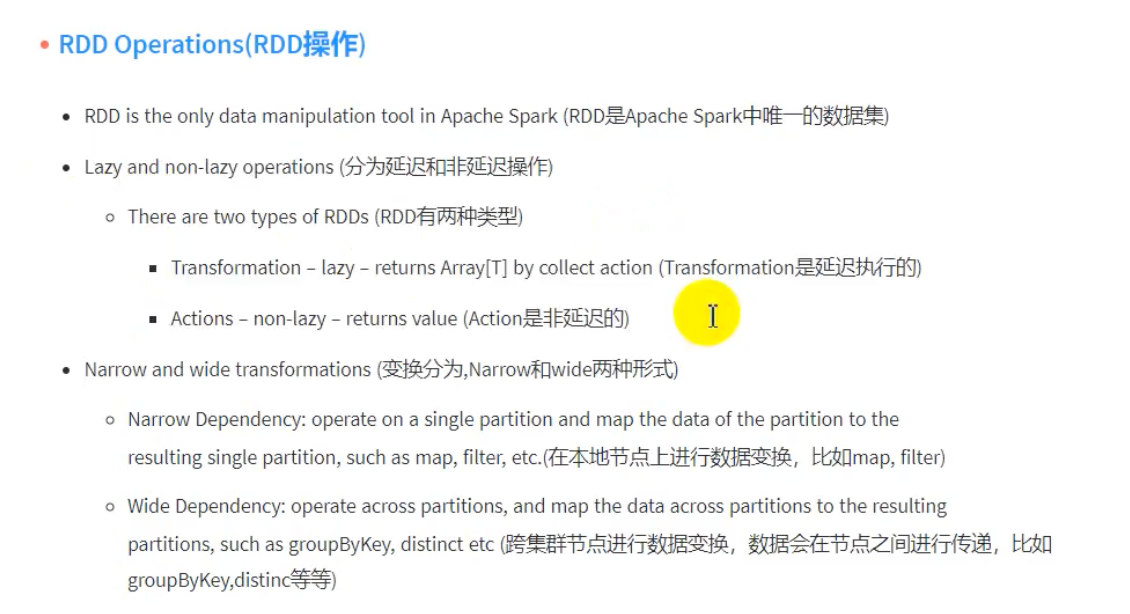 RDD Operations(RDD操作)
RDD is the only data manipulation tool in Apache Spark (RDD是Apache Spark中唯一的数据集)
Lazy and non-lazy operations (分为延迟和非延迟操作)
There are two types of RDDs (RDD有两种类型)
Transformation – lazy – returns Array[T] by collect action (Transformation是延迟执行的)
Actions – non-lazy – returns value (Action是非延迟的)
Narrow and wide transformations (变换分为,Narrow和wide两种形式)
Narrow Dependency: operate on a single partition and map the data of the partition to the
resulting single partition, such as map, filter, etc.(在本地节点上进行数据变换，比如map, filter)
Wide Dependency: operate across partitions, and map the data across partitions to the resulting
partitions, such as groupByKey, distinct etc (跨集群节点进行数据变换，数据会在节点之间进行传递，比如
groupByKey,distinc等等)